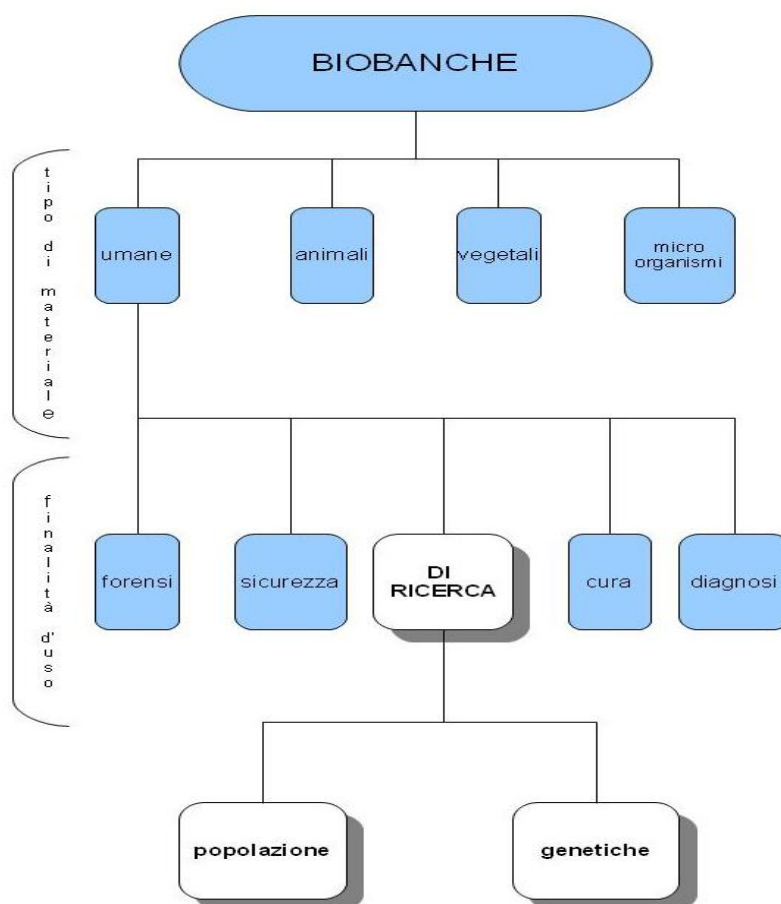 BIOBANCHE
tipo di materiale
umane
animali
vegetali
micro
organismi
finalità d'uso
forensi
sicurezza
DI
RICERCA
cura
diagnosi
popolazione
genetiche